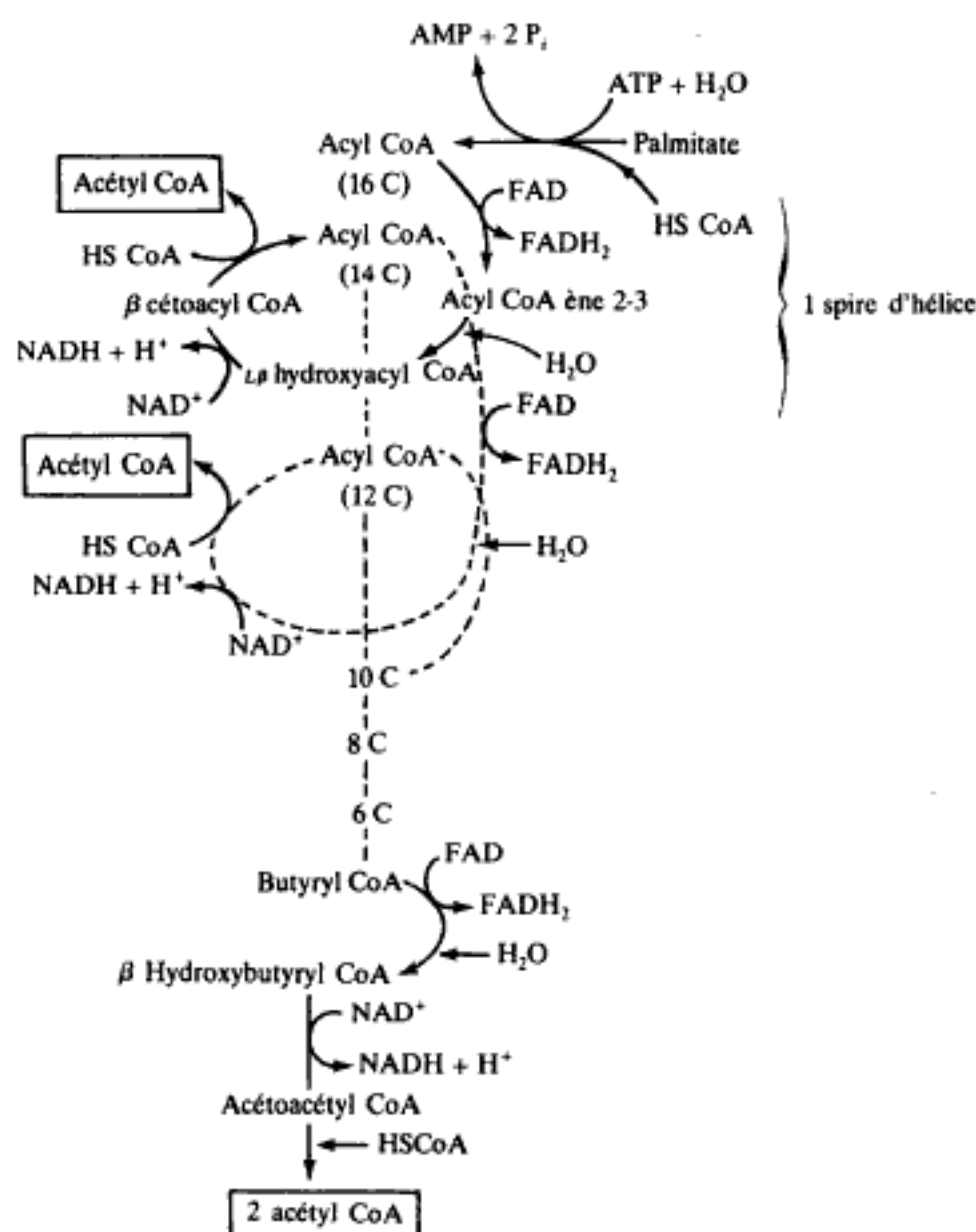 AMP + 2 Pᵢ
ATP + H₂O
Palmitate
HS CoA
Acyl CoA
(16 C)
FAD
FADH₂
Acétyl CoA
HS CoA
Acyl CoA
(14 C)
β cétoacyl CoA
Acyl CoA ène 2-3
1 spire d'hélice
NADH + H⁺
NAD⁺
Lβ hydroxyacyl CoA
H₂O
FAD
FADH₂
Acétyl CoA
Acyl CoA
(12 C)
HS CoA
H₂O
NADH + H⁺
NAD⁺
10 C
8 C
6 C
Butyryl CoA
FAD
FADH₂
H₂O
β Hydroxybutyryl CoA
NAD⁺
NADH + H⁺
Acétoacétyl CoA
HSCoA
2 acétyl CoA